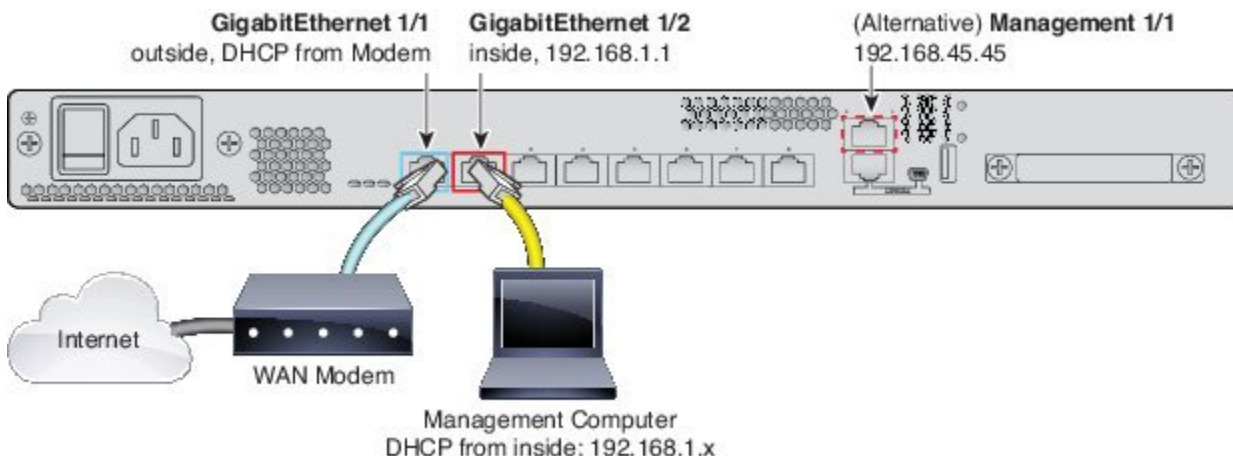 GigabitEthernet 1/1
outside, DHCP from Modem
GigabitEthernet 1/2
inside, 192.168.1.1
(Alternative) Management 1/1
192.168.45.45
Internet
WAN Modem
Management Computer
DHCP from inside: 192.168.1.x